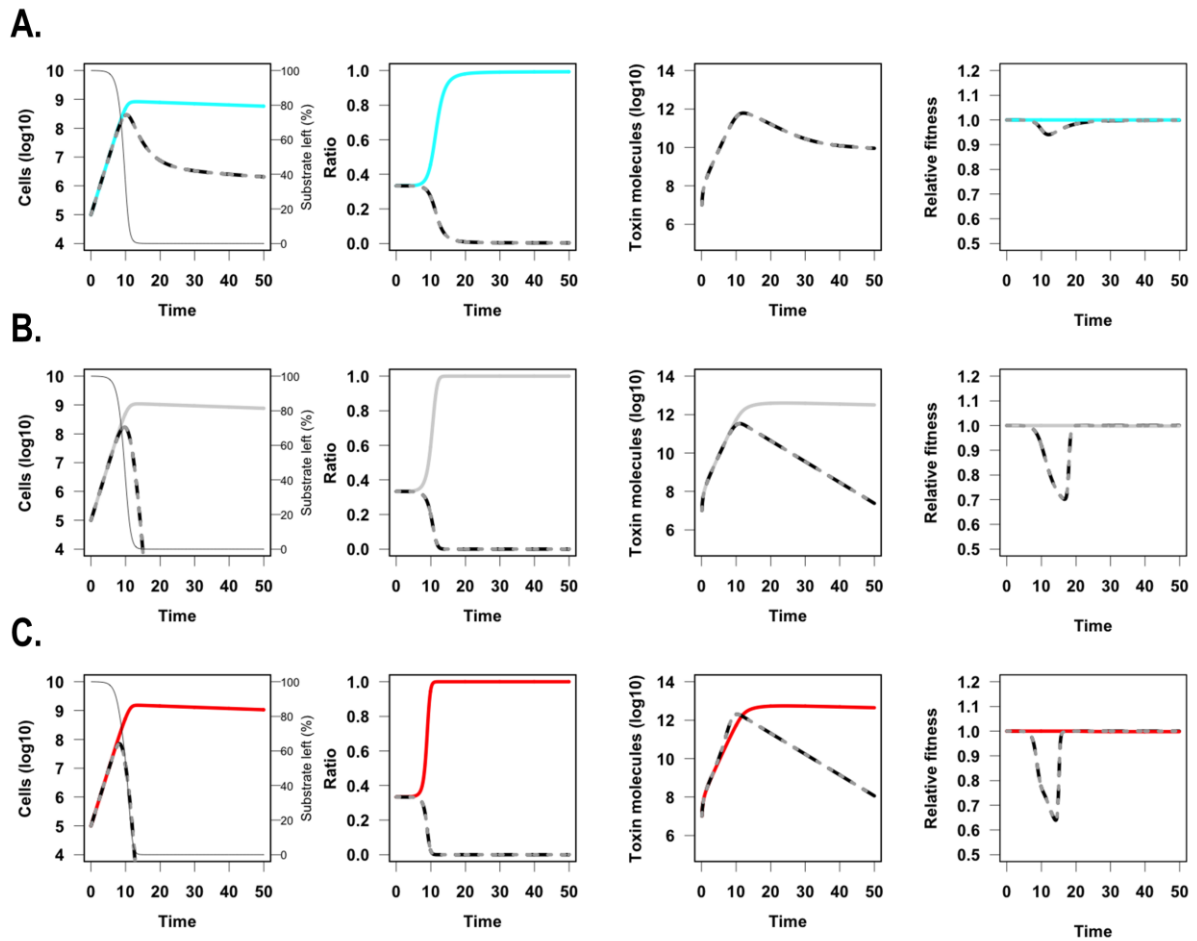 A.
Cells (log10)
10
9
8
7
6
5
4
100
80
60
40
20
0
Substrate left (%)
0 10 20 30 40 50
Time
Ratio
1.0
0.8
0.6
0.4
0.2
0.0
0 10 20 30 40 50
Time
Toxin molecules (log10)
14
12
10
8
6
0 10 20 30 40 50
Time
Relative fitness
1.2
1.1
1.0
0.9
0.8
0.7
0.6
0.5
0 10 20 30 40 50
Time
B.
Cells (log10)
10
9
8
7
6
5
4
100
80
60
40
20
0
Substrate left (%)
0 10 20 30 40 50
Time
Ratio
1.0
0.8
0.6
0.4
0.2
0.0
0 10 20 30 40 50
Time
Toxin molecules (log10)
14
12
10
8
6
0 10 20 30 40 50
Time
Relative fitness
1.2
1.1
1.0
0.9
0.8
0.7
0.6
0.5
0 10 20 30 40 50
Time
C.
Cells (log10)
10
9
8
7
6
5
4
100
80
60
40
20
0
Substrate left (%)
0 10 20 30 40 50
Time
Ratio
1.0
0.8
0.6
0.4
0.2
0.0
0 10 20 30 40 50
Time
Toxin molecules (log10)
14
12
10
8
6
0 10 20 30 40 50
Time
Relative fitness
1.2
1.1
1.0
0.9
0.8
0.7
0.6
0.5
0 10 20 30 40 50
Time